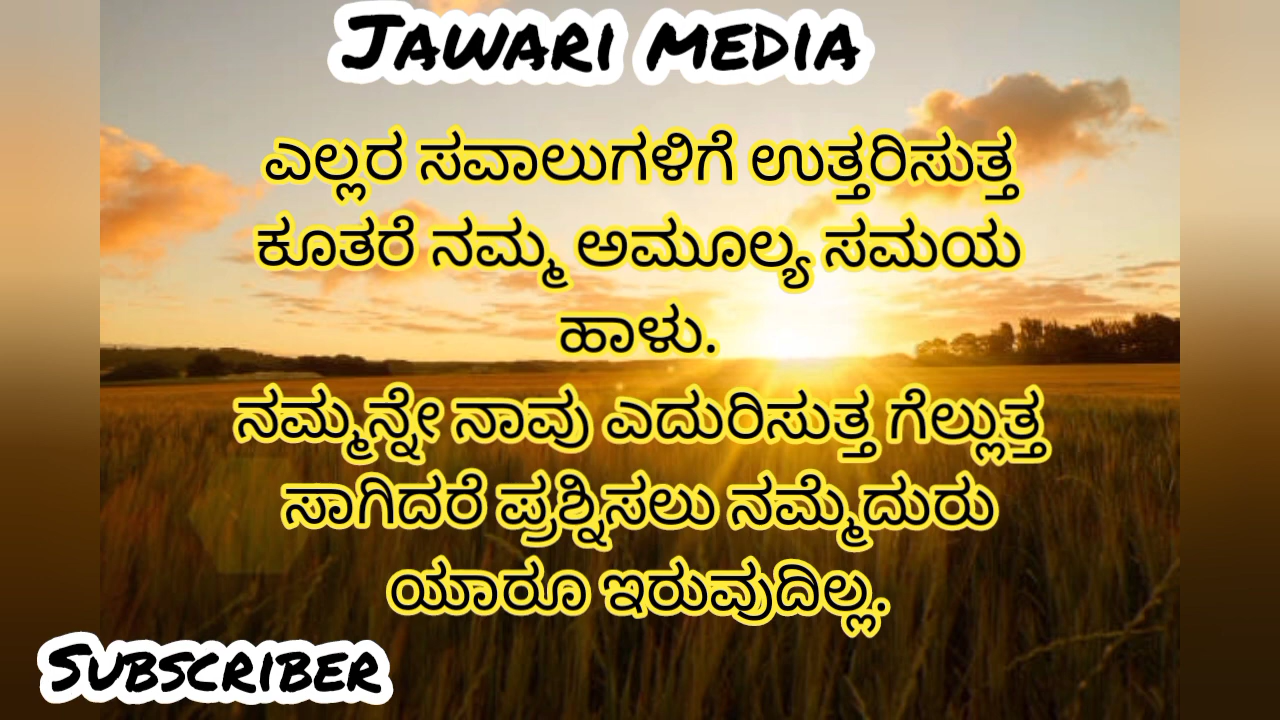 JAWARI MEDIA
ಎಲ್ಲರ ಸವಾಲುಗಳಿಗೆ ಉತ್ತರಿಸುತ್ತ
ಕೂತರೆ ನಮ್ಮ ಅಮೂಲ್ಯ ಸಮಯ
ಹಾಳು.
ನಮ್ಮನ್ನೇ ನಾವು ಎದುರಿಸುತ್ತ ಗೆಲ್ಲುತ್ತ
ಸಾಗಿದರೆ ಪ್ರಶ್ನಿಸಲು ನಮ್ಮೆದುರು
ಯಾರೂ ಇರುವುದಿಲ್ಲ.
SUBSCRIBER